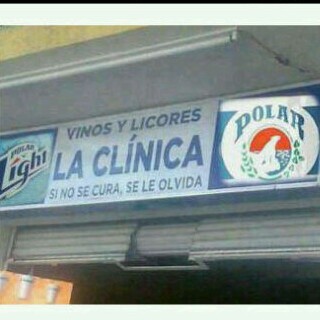 POLAR
Light
VINOS Y LICORES
LA CLÍNICA
SI NO SE CURA, SE LE OLVIDA
POLAR